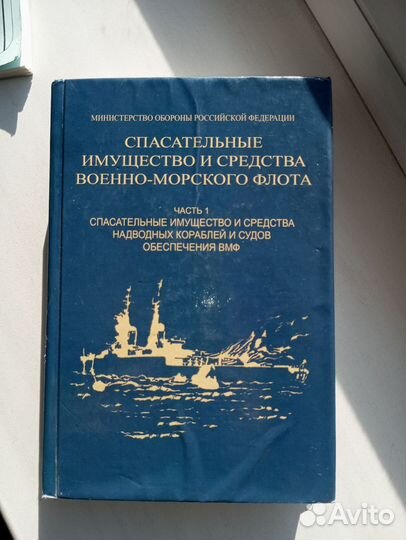 МИНИСТЕРСТВО ОБОРОНЫ РОССИЙСКОЙ ФЕДЕРАЦИИ
СПАСАТЕЛЬНЫЕ
ИМУЩЕСТВО И СРЕДСТВА
ВОЕННО-МОРСКОГО ФЛОТА
ЧАСТЬ 1
СПАСАТЕЛЬНЫЕ ИМУЩЕСТВО И СРЕДСТВА
НАДВОДНЫХ КОРАБЛЕЙ И СУДОВ
ОБЕСПЕЧЕНИЯ ВМФ
Avito